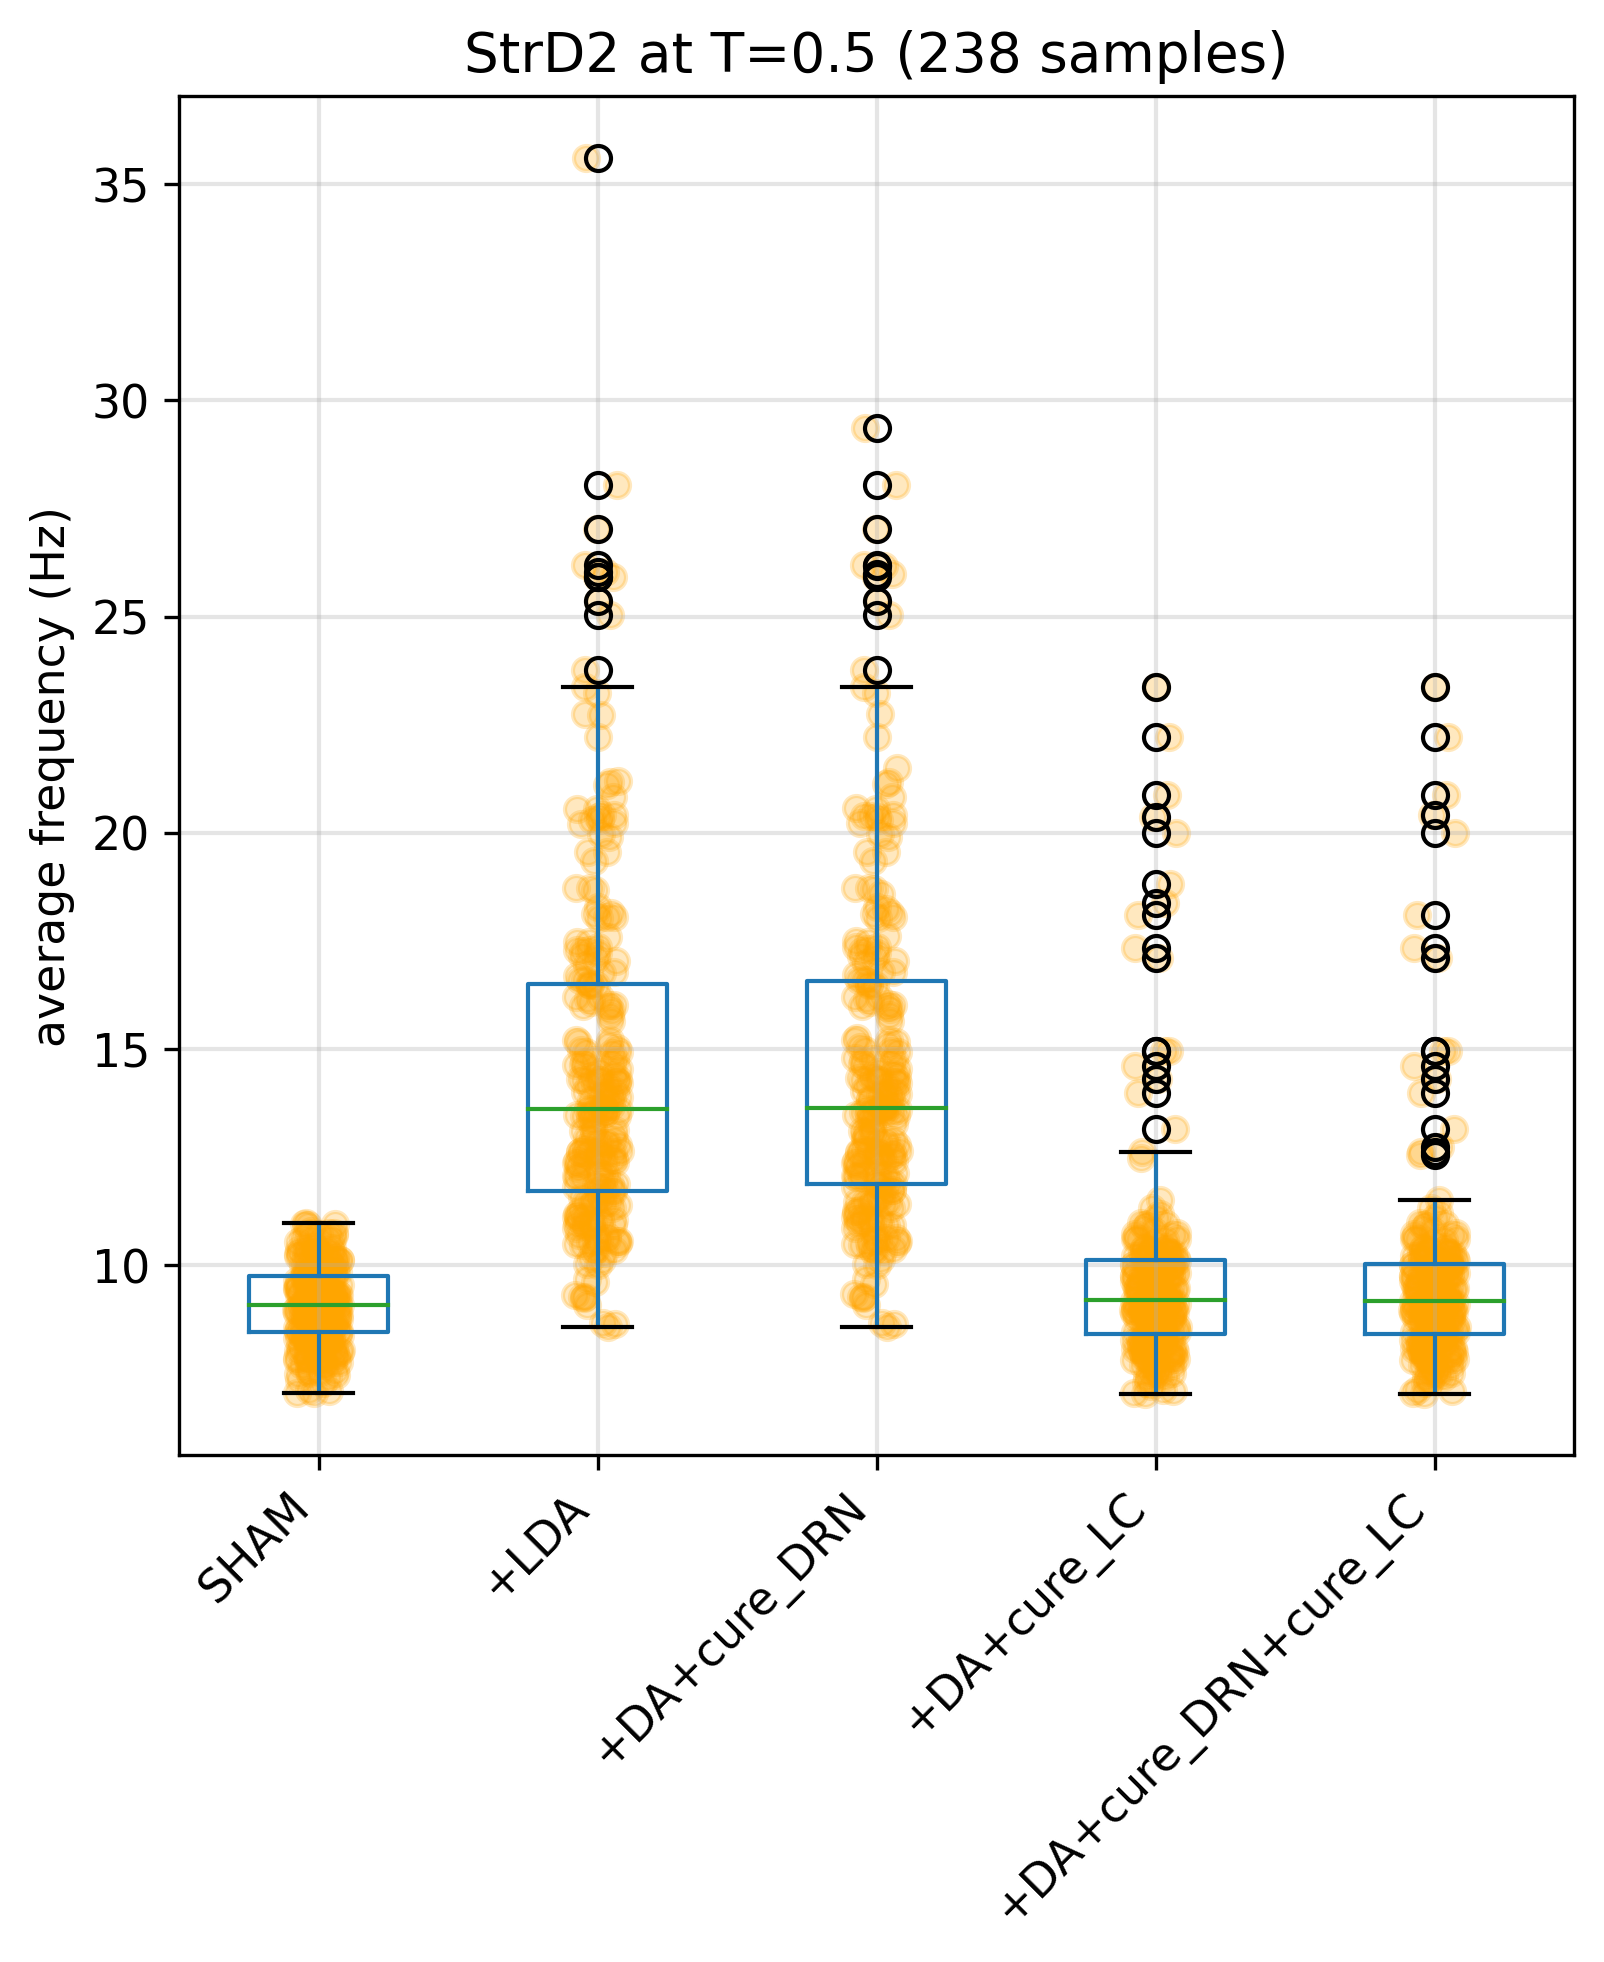 StrD2 at T=0.5 (238 samples)
average frequency (Hz)
35
30
25
20
15
10
SHAM
+LDA
+DA+cure_DRN
+DA+cure_LC
+DA+cure_DRN+cure_LC